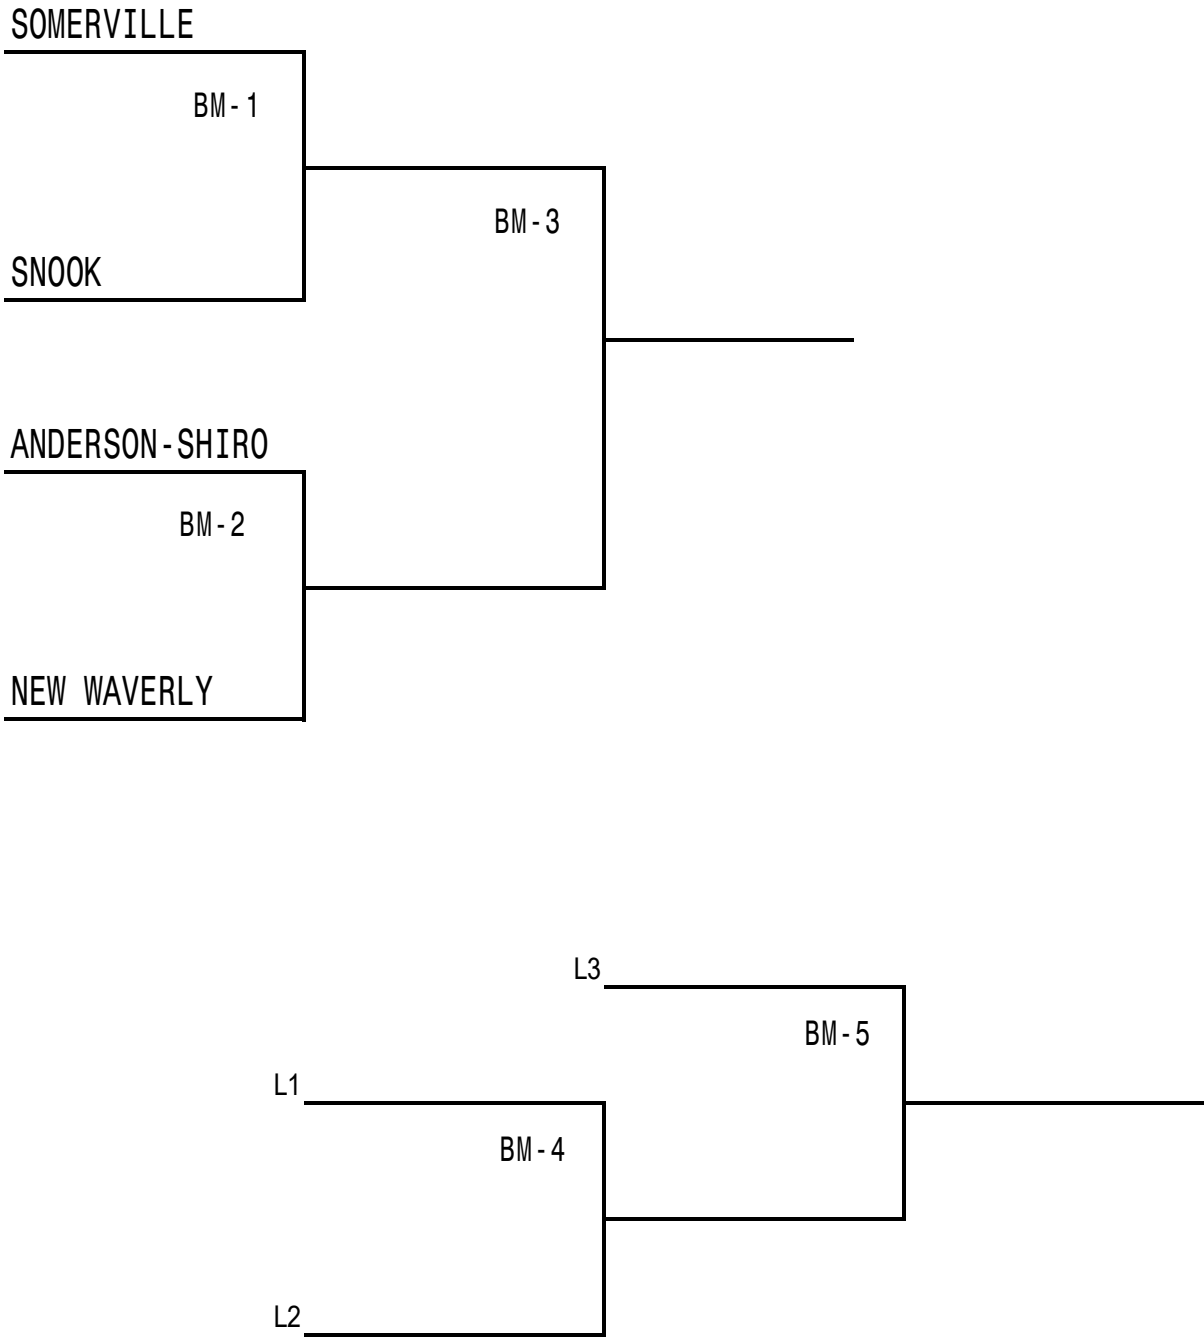 SOMERVILLE
BM-1
BM-3
SNOOK
ANDERSON-SHIRO
BM-2
NEW WAVERLY
L3
BM-5
L1
BM-4
L2